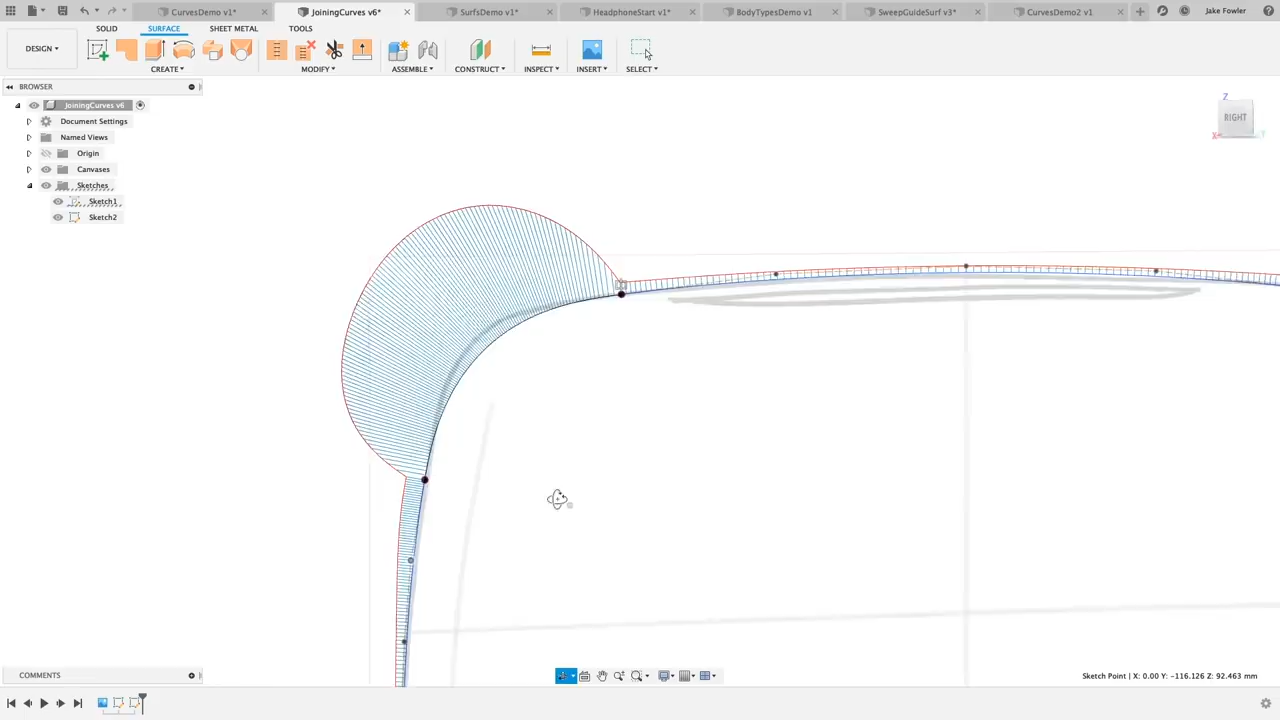 CurvesDemo v1*
JoiningCurves v6*
SurfsDemo v1*
HeadphoneStart v1*
BodyTypesDemo v1
SweepGuideSurf v3*
CurvesDemo2 v1
Jake Fowler
SOLID
SURFACE
SHEET METAL
TOOLS
DESIGN
CREATE
MODIFY
ASSEMBLE
CONSTRUCT
INSPECT
INSERT
SELECT
BROWSER
JoiningCurves v6
Document Settings
Named Views
Origin
Canvases
Sketches
Sketch1
Sketch2
Z
RIGHT
X
Y
COMMENTS
Sketch Point | X: 0.00 Y: -116.126 Z: 92.463 mm